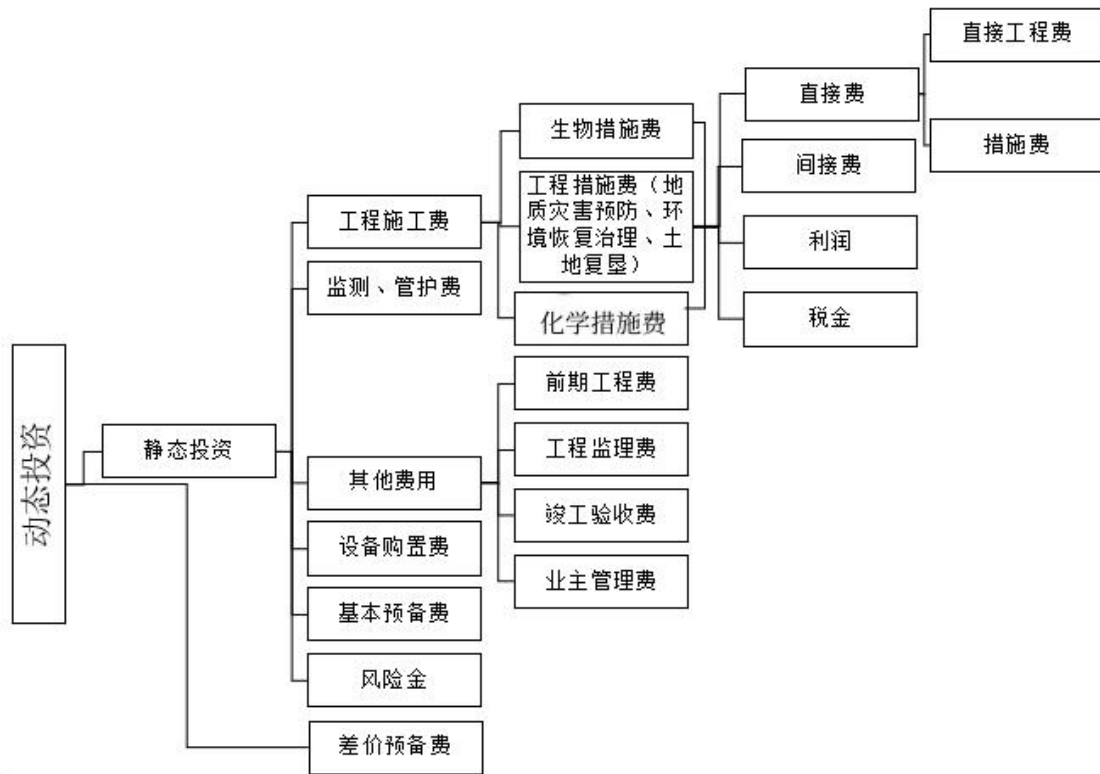 直接工程费
直接费
生物措施费
措施费
间接费
工程措施费（地
质灾害预防、环
境恢复治理、土
地复垦）
工程施工费
利润
监测、管护费
化学措施费
税金
前期工程费
动态投资
静态投资
工程监理费
其他费用
竣工验收费
设备购置费
业主管理费
基本预备费
风险金
差价预备费